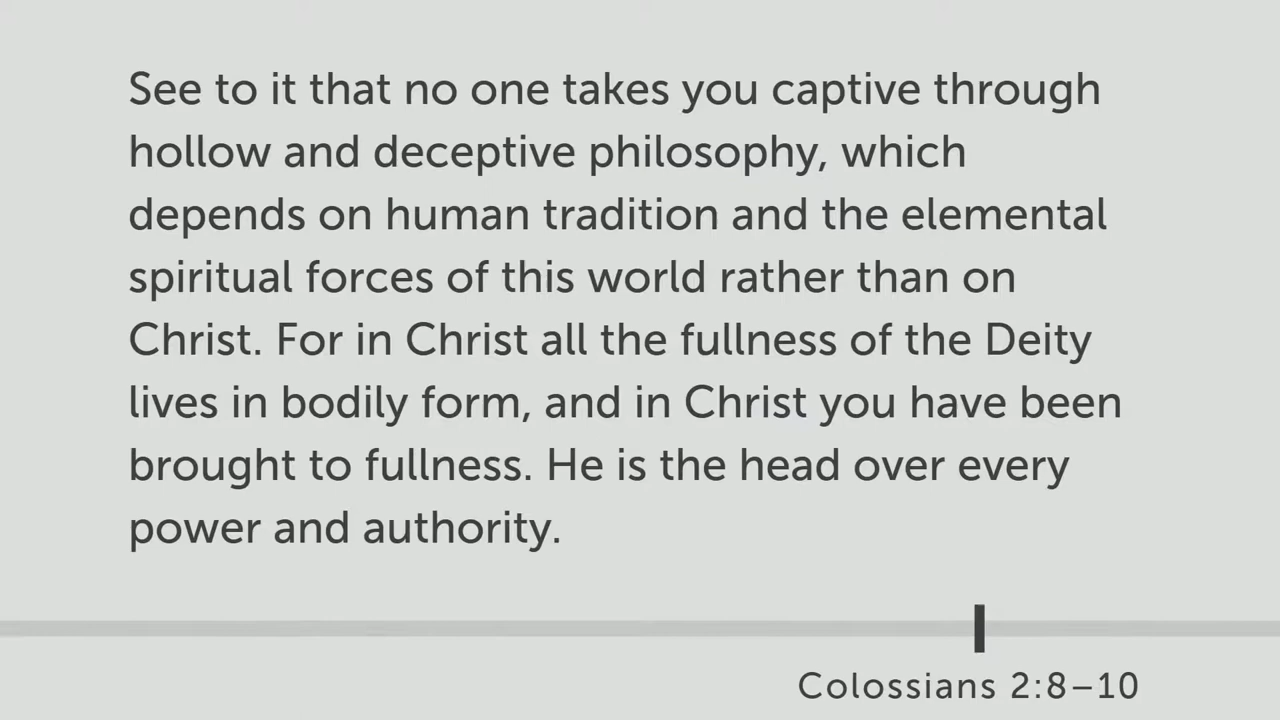 See to it that no one takes you captive through
hollow and deceptive philosophy, which
depends on human tradition and the elemental
spiritual forces of this world rather than on
Christ. For in Christ all the fullness of the Deity
lives in bodily form, and in Christ you have been
brought to fullness. He is the head over every
power and authority.
Colossians 2:8–10